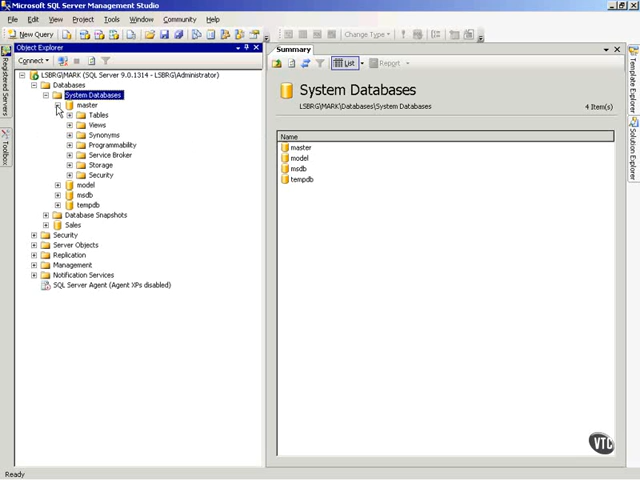 Microsoft SQL Server Management Studio
File Edit View Project Tools Window Community Help
New Query Change Type
Object Explorer
Connect
LSBRG\MARK (SQL Server 9.0.1314 - LSBRG\Administrator)
Databases
System Databases
master
Tables
Views
Synonyms
Programmability
Service Broker
Storage
Security
model
msdb
tempdb
Database Snapshots
Sales
Security
Server Objects
Replication
Management
Notification Services
SQL Server Agent (Agent XPs disabled)
Registered Servers
Toolbox
Summary
List Report
System Databases
LSBRG\MARK\Databases\System Databases 4 Item(s)
Name
master
model
msdb
tempdb
Template Explorer
Solution Explorer
VTC
Ready